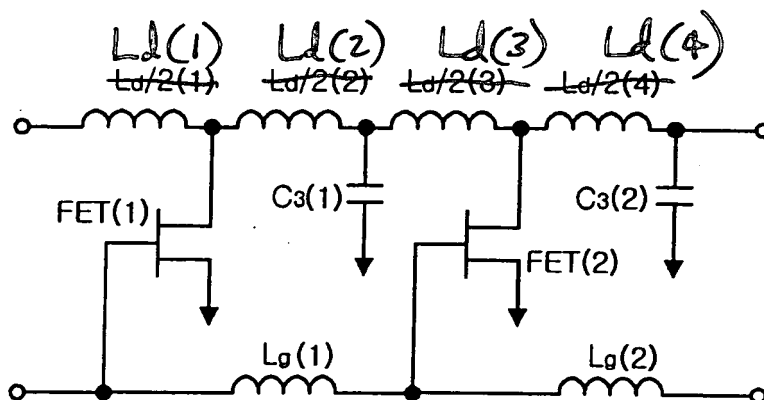 Ld(1) Ld(2) Ld(3) Ld(4)
Ld/2(1) Ld/2(2) Ld/2(3) Ld/2(4)
FET(1)
C3(1)
C3(2)
FET(2)
Lg(1)
Lg(2)